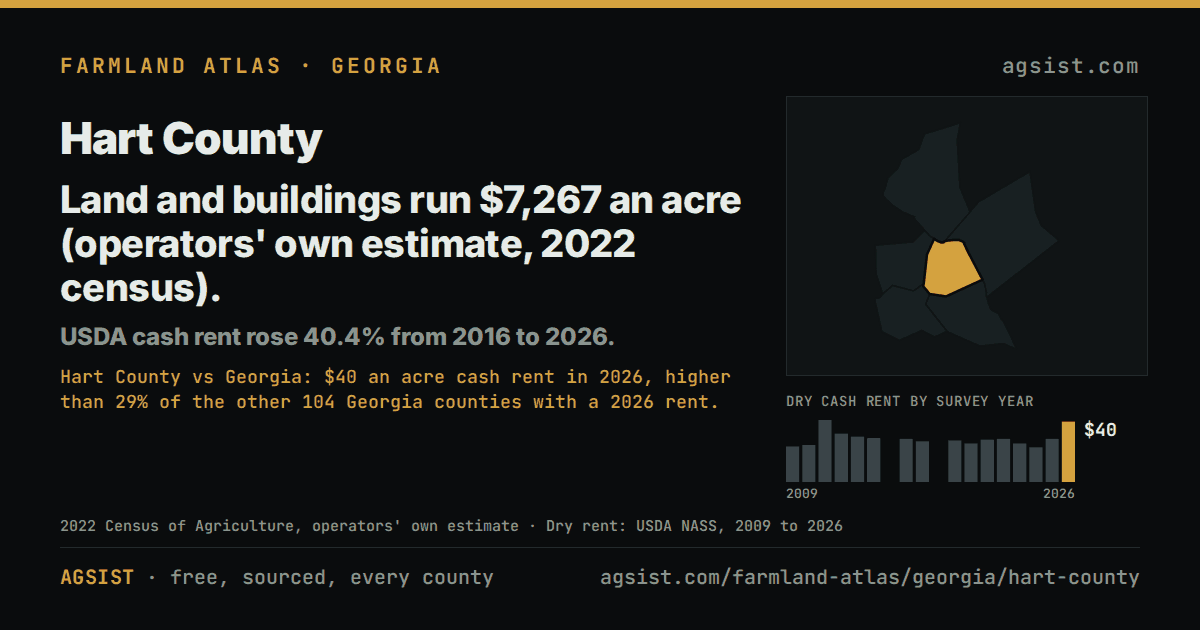 FARMLAND ATLAS · GEORGIA
agsist.com
Hart County
Land and buildings run $7,267 an acre
(operators' own estimate, 2022
census).
USDA cash rent rose 40.4% from 2016 to 2026.
Hart County vs Georgia: $40 an acre cash rent in 2026, higher
than 29% of the other 104 Georgia counties with a 2026 rent.
DRY CASH RENT BY SURVEY YEAR
$40
2009
2026
2022 Census of Agriculture, operators' own estimate · Dry rent: USDA NASS, 2009 to 2026
AGSIST · free, sourced, every county
agsist.com/farmland-atlas/georgia/hart-county